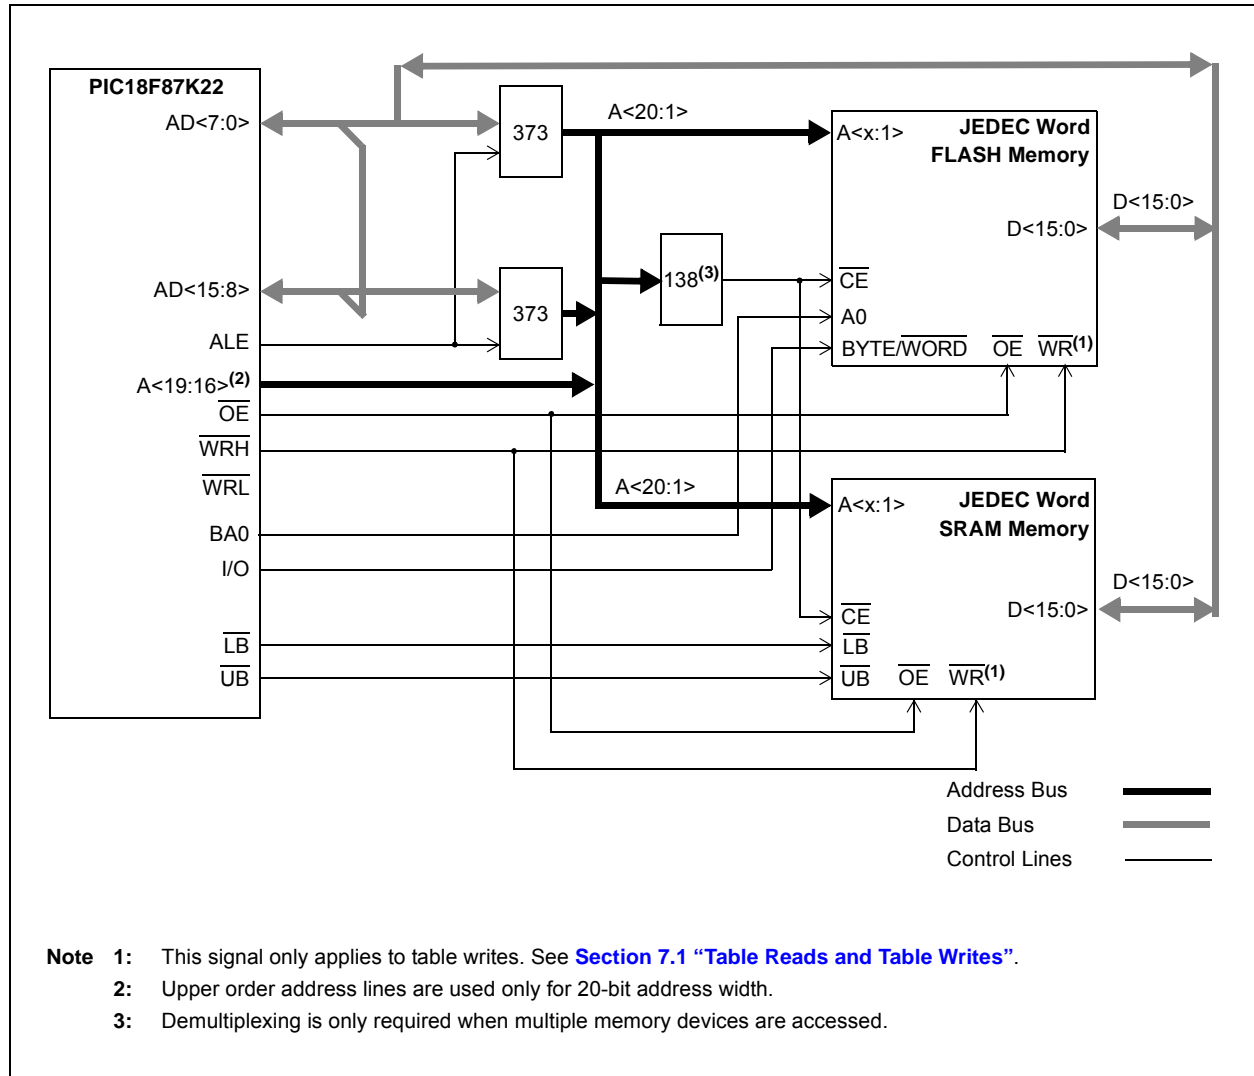 PIC18F87K22
AD<7:0>
373
A<20:1>
A<x:1>
JEDEC Word
FLASH Memory
D<15:0>
D<15:0>
138(3)
CE
AD<15:8>
373
A0
ALE
BYTE/WORD OE WR(1)
A<19:16>(2)
OE
WRH
WRL
A<20:1>
A<x:1>
JEDEC Word
SRAM Memory
BA0
I/O
D<15:0>
D<15:0>
CE
LB
LB
UB
UB OE WR(1)
Address Bus
Data Bus
Control Lines
Note 1: This signal only applies to table writes. See Section 7.1 “Table Reads and Table Writes”.
2: Upper order address lines are used only for 20-bit address width.
3: Demultiplexing is only required when multiple memory devices are accessed.